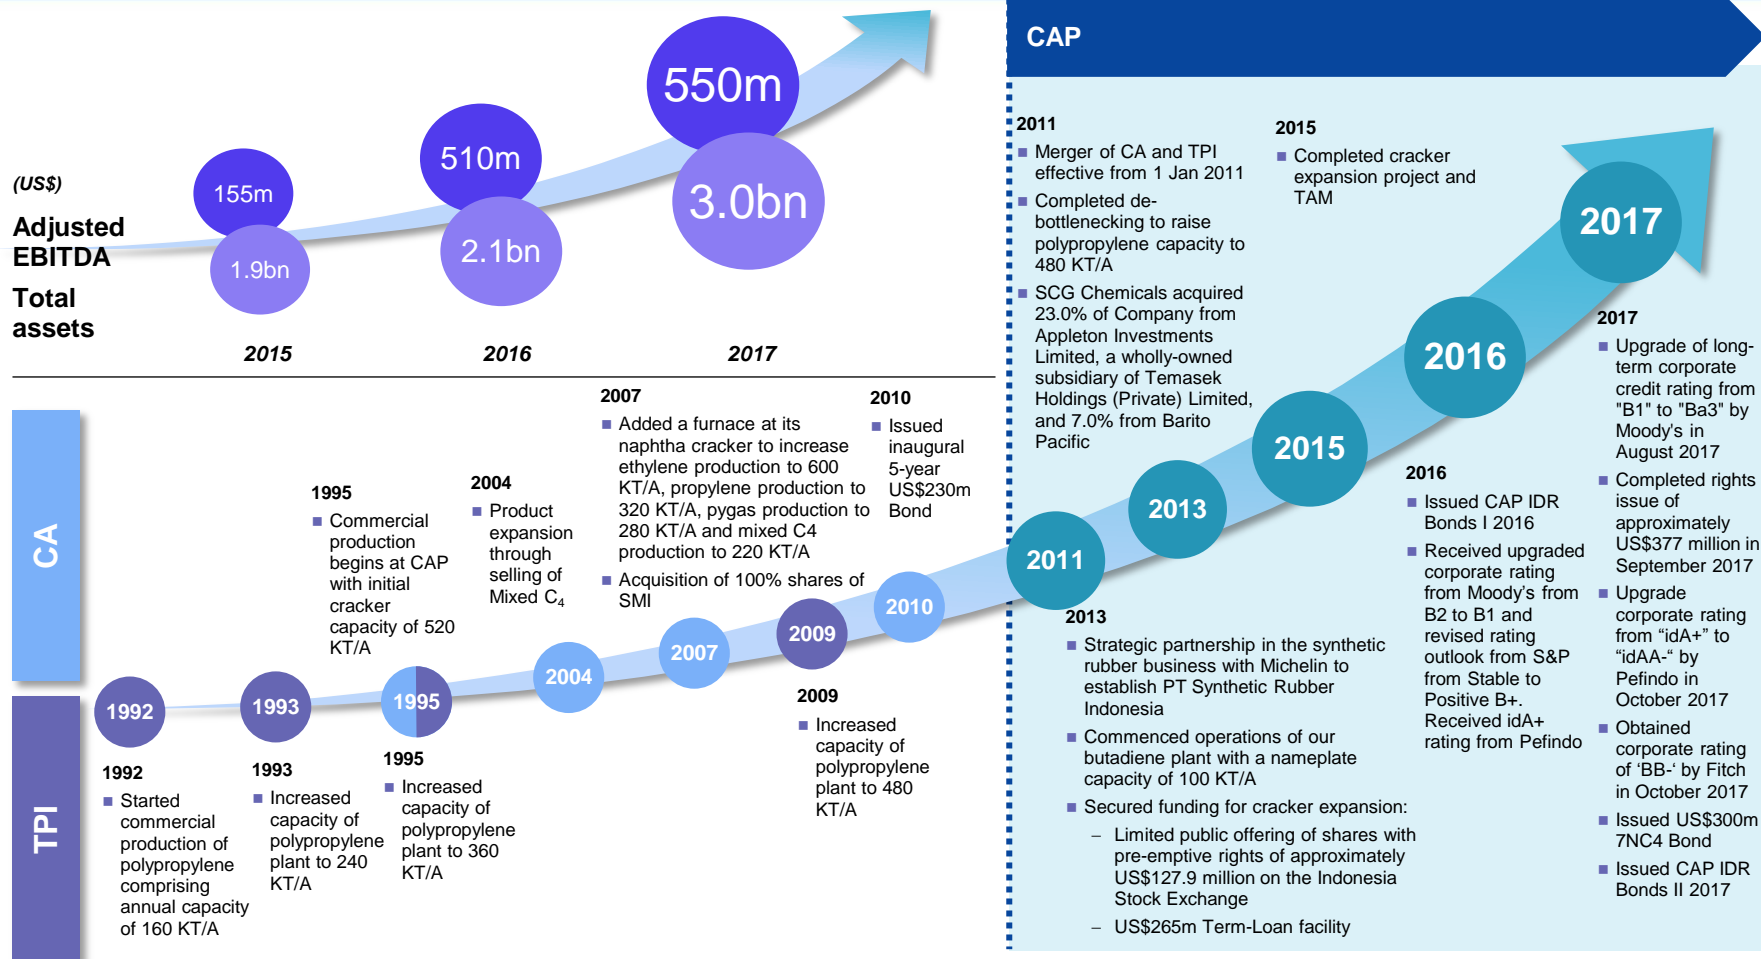 CAP
(US$)
Adjusted
EBITDA
Total
assets
155m
1.9bn
510m
2.1bn
550m
3.0bn
2015
2016
2017
CA
TPI
1992
1993
1995
2004
2007
2009
2010
2011
2013
2015
2016
2017
1992
■ Started
commercial
production of
polypropylene
comprising
annual capacity
of 160 KT/A
1993
■ Increased
capacity of
polypropylene
plant to 240
KT/A
1995
■ Increased
capacity of
polypropylene
plant to 360
KT/A
1995
■ Commercial
production
begins at CAP
with initial
cracker
capacity of 520
KT/A
2004
■ Product
expansion
through
selling of
Mixed C₄
2007
■ Added a furnace at its
naphtha cracker to increase
ethylene production to 600
KT/A, propylene production to
320 KT/A, pygas production to
280 KT/A and mixed C4
production to 220 KT/A
■ Acquisition of 100% shares of
SMI
2009
■ Increased
capacity of
polypropylene
plant to 480
KT/A
2010
■ Issued
inaugural
5-year
US$230m
Bond
2011
■ Merger of CA and TPI
effective from 1 Jan 2011
■ Completed de-
bottlenecking to raise
polypropylene capacity to
480 KT/A
■ SCG Chemicals acquired
23.0% of Company from
Appleton Investments
Limited, a wholly-owned
subsidiary of Temasek
Holdings (Private) Limited,
and 7.0% from Barito
Pacific
2013
■ Strategic partnership in the synthetic
rubber business with Michelin to
establish PT Synthetic Rubber
Indonesia
■ Commenced operations of our
butadiene plant with a nameplate
capacity of 100 KT/A
■ Secured funding for cracker expansion:
– Limited public offering of shares with
pre-emptive rights of approximately
US$127.9 million on the Indonesia
Stock Exchange
– US$265m Term-Loan facility
2015
■ Completed cracker
expansion project and
TAM
2016
■ Issued CAP IDR
Bonds I 2016
■ Received upgraded
corporate rating
from Moody's from
B2 to B1 and
revised rating
outlook from S&P
from Stable to
Positive B+.
Received idA+
rating from Pefindo
2017
■ Upgrade of long-
term corporate
credit rating from
"B1" to "Ba3" by
Moody's in
August 2017
■ Completed rights
issue of
approximately
US$377 million in
September 2017
■ Upgrade
corporate rating
from “idA+” to
“idAA-“ by
Pefindo in
October 2017
■ Obtained
corporate rating
of ‘BB-‘ by Fitch
in October 2017
■ Issued US$300m
7NC4 Bond
■ Issued CAP IDR
Bonds II 2017